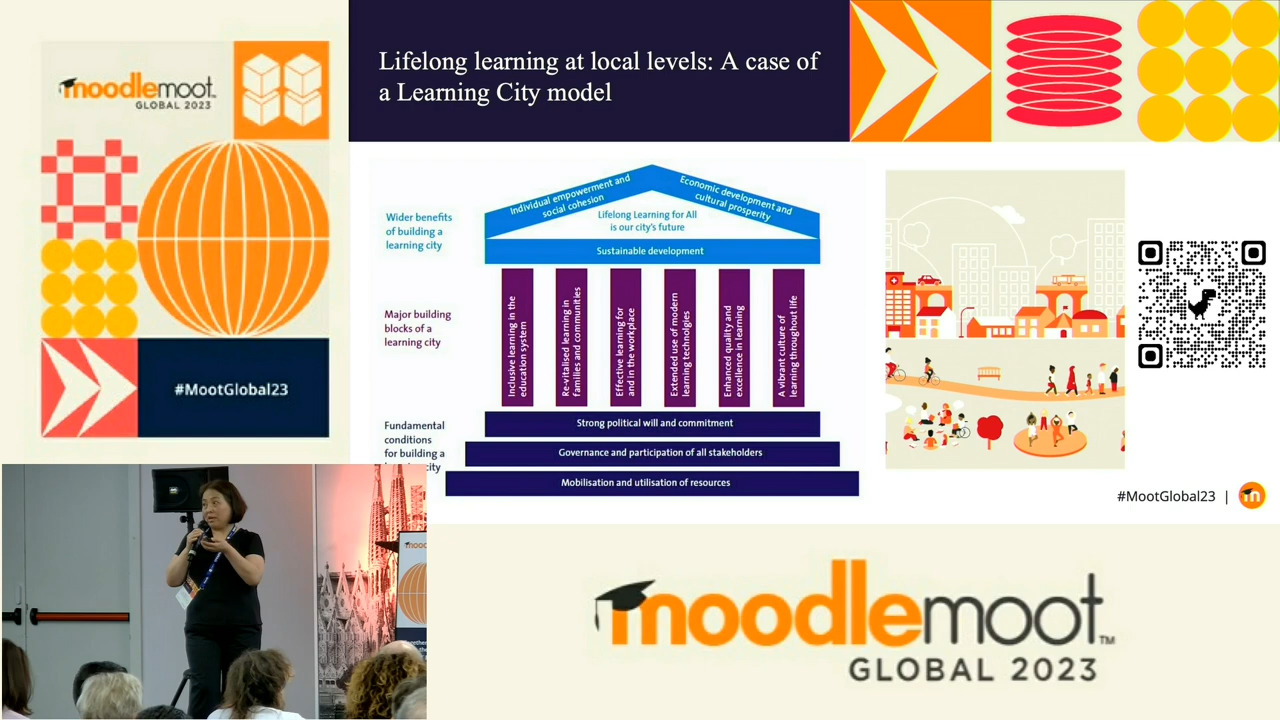 moodlemoot
GLOBAL 2023
#MootGlobal23
Lifelong learning at local levels: A case of
a Learning City model
Wider benefits
of building a
learning city
Individual empowerment and
social cohesion
Economic development and
cultural prosperity
Lifelong Learning for All
is our city's future
Sustainable development
Major building
blocks of a
learning city
Inclusive learning in the
education system
Re-vitalised learning in
families and communities
Effective learning for
and in the workplace
Extended use of modern
learning technolgies
Enhanced quality and
excellence in learning
A vibrant culture of
learning throughout life
Fundamental
conditions
for building a
city
Strong political will and commitment
Governance and participation of all stakeholders
Mobilisation and utilisation of resources
#MootGlobal23 |
m
moodlemoot™
GLOBAL 2023